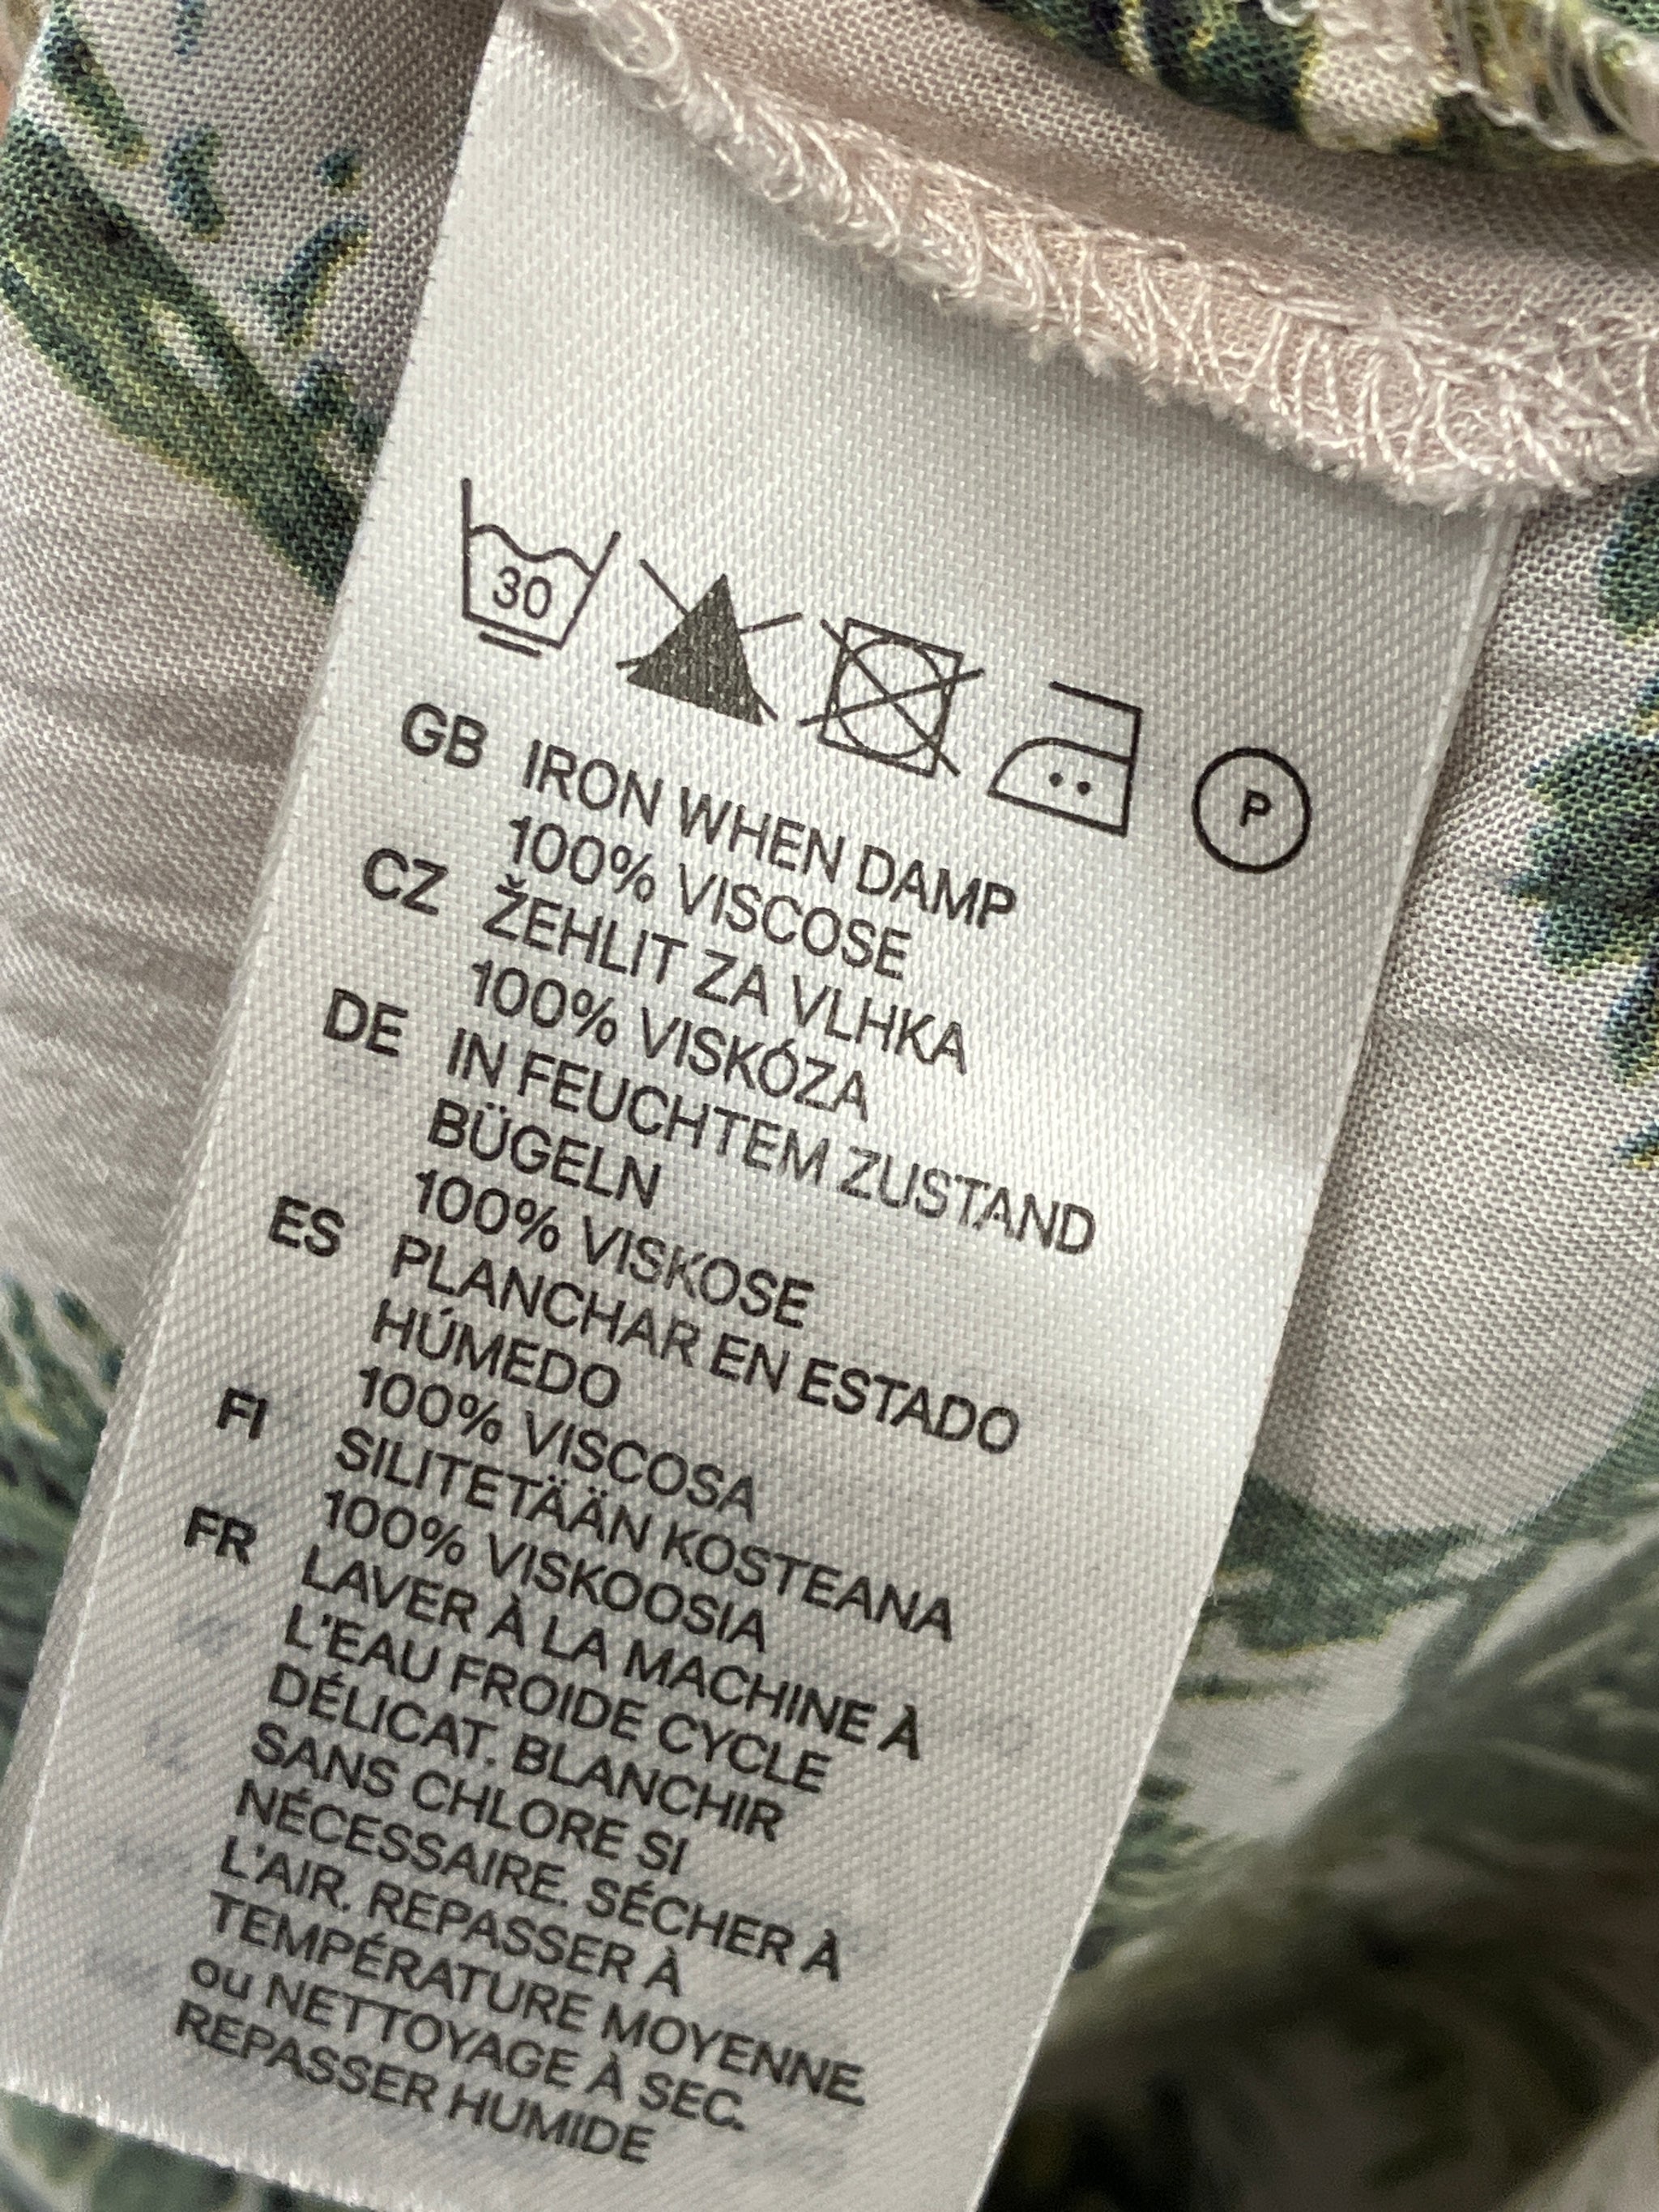 30
P
GB IRON WHEN DAMP
100% VISCOSE
CZ ŽEHLIT ZA VLHKA
100% VISKÓZA
DE IN FEUCHTEM ZUSTAND
BÜGELN
100% VISKOSE
ES PLANCHAR EN ESTADO
HÚMEDO
100% VISCOSA
FI SILITETÄÄN KOSTEANA
100% VISKOOSIA
FR LAVER À LA MACHINE À
L'EAU FROIDE CYCLE
DÉLICAT. BLANCHIR
SANS CHLORE SI
NÉCESSAIRE. SÉCHER À
L'AIR. REPASSER À
TEMPÉRATURE MOYENNE.
ou NETTOYAGE À SEC.
REPASSER HUMIDE